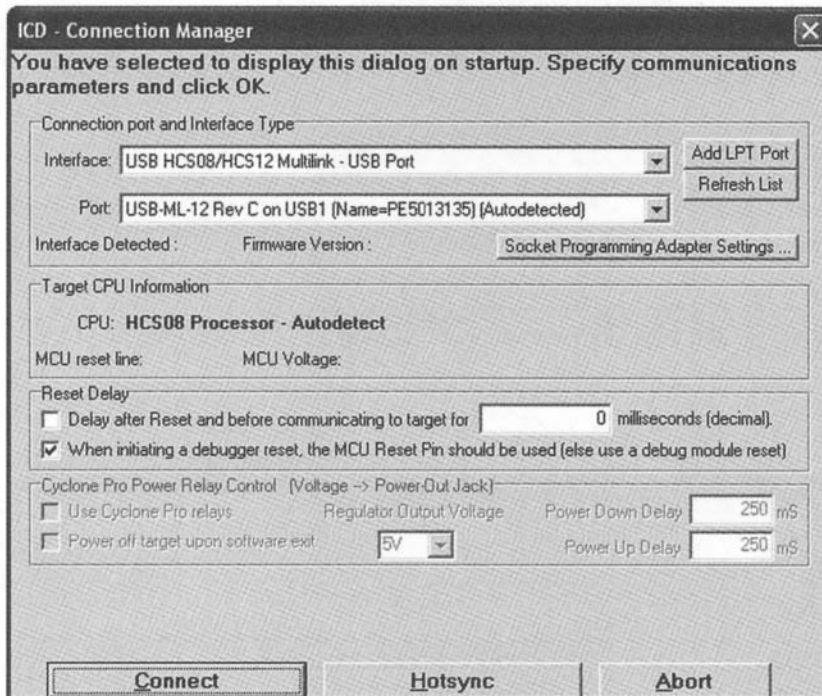 ICD - Connection Manager
You have selected to display this dialog on startup. Specify communications
parameters and click OK.
Connection port and Interface Type
Interface: USB HCS08/HCS12 Multilink - USB Port Add LPT Port
Refresh List
Port: USB-ML-12 Rev C on USB1 (Name=PE5013135) (Autodetected)
Interface Detected : Firmware Version : Socket Programming Adapter Settings ...
Target CPU Information
CPU: HCS08 Processor - Autodetect
MCU reset line: MCU Voltage:
Reset Delay
Delay after Reset and before communicating to target for 0 milliseconds (decimal).
When initiating a debugger reset, the MCU Reset Pin should be used (else use a debug module reset)
Cyclone Pro Power Relay Control (Voltage --> Power-Out Jack)
Use Cyclone Pro relays Regulator Output Voltage Power Down Delay 250 mS
Power off target upon software exit 5V Power Up Delay 250 mS
Connect Hotsync Abort